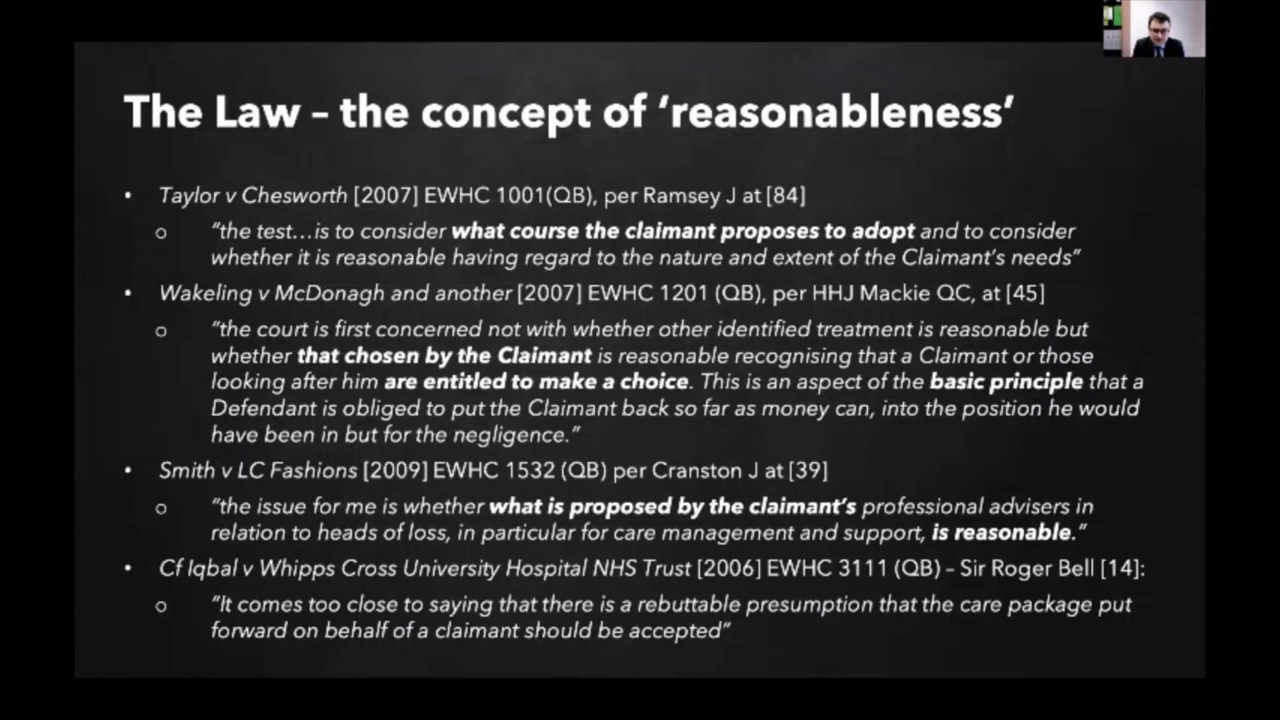 The Law – the concept of ‘reasonableness’
• Taylor v Chesworth [2007] EWHC 1001(QB), per Ramsey J at [84]
o “the test…is to consider what course the claimant proposes to adopt and to consider
whether it is reasonable having regard to the nature and extent of the Claimant’s needs”
• Wakeling v McDonagh and another [2007] EWHC 1201 (QB), per HHJ Mackie QC, at [45]
o “the court is first concerned not with whether other identified treatment is reasonable but
whether that chosen by the Claimant is reasonable recognising that a Claimant or those
looking after him are entitled to make a choice. This is an aspect of the basic principle that a
Defendant is obliged to put the Claimant back so far as money can, into the position he would
have been in but for the negligence.”
• Smith v LC Fashions [2009] EWHC 1532 (QB) per Cranston J at [39]
o “the issue for me is whether what is proposed by the claimant’s professional advisers in
relation to heads of loss, in particular for care management and support, is reasonable.”
• Cf Iqbal v Whipps Cross University Hospital NHS Trust [2006] EWHC 3111 (QB) – Sir Roger Bell [14]:
o “It comes too close to saying that there is a rebuttable presumption that the care package put
forward on behalf of a claimant should be accepted”